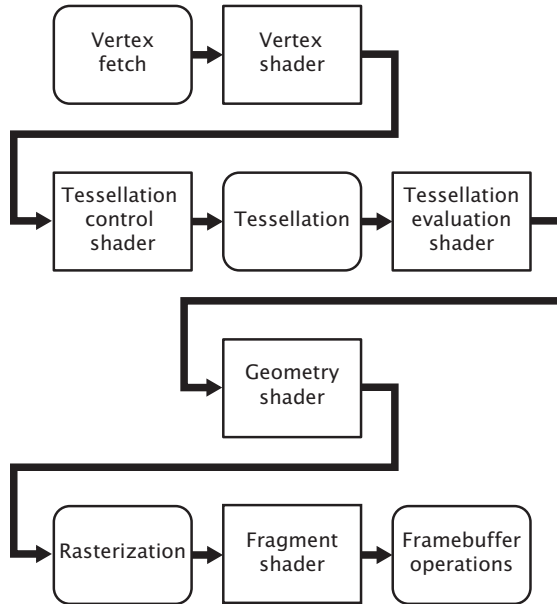 Vertex
fetch
Vertex
shader
Tessellation
control
shader
Tessellation
Tessellation
evaluation
shader
Geometry
shader
Rasterization
Fragment
shader
Framebuffer
operations